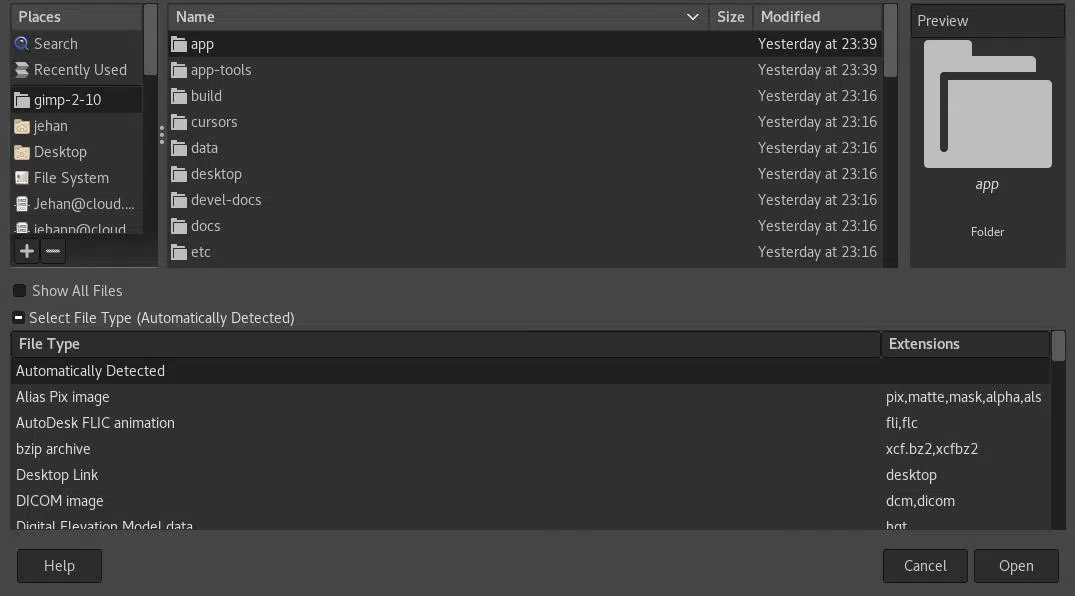 Places
Search
Recently Used
gimp-2-10
jehan
Desktop
File System
Jehan@cloud....
jehanp@cloud
Name Size Modified
app Yesterday at 23:39
app-tools Yesterday at 23:39
build Yesterday at 23:16
cursors Yesterday at 23:16
data Yesterday at 23:16
desktop Yesterday at 23:16
devel-docs Yesterday at 23:16
docs Yesterday at 23:16
etc Yesterday at 23:16
Preview
app
Folder
Show All Files
Select File Type (Automatically Detected)
File Type Extensions
Automatically Detected
Alias Pix image pix,matte,mask,alpha,als
AutoDesk FLIC animation fli,flc
bzip archive xcf.bz2,xcfbz2
Desktop Link desktop
DICOM image dcm,dicom
Digital Elevation Model data hgt
Help Cancel Open